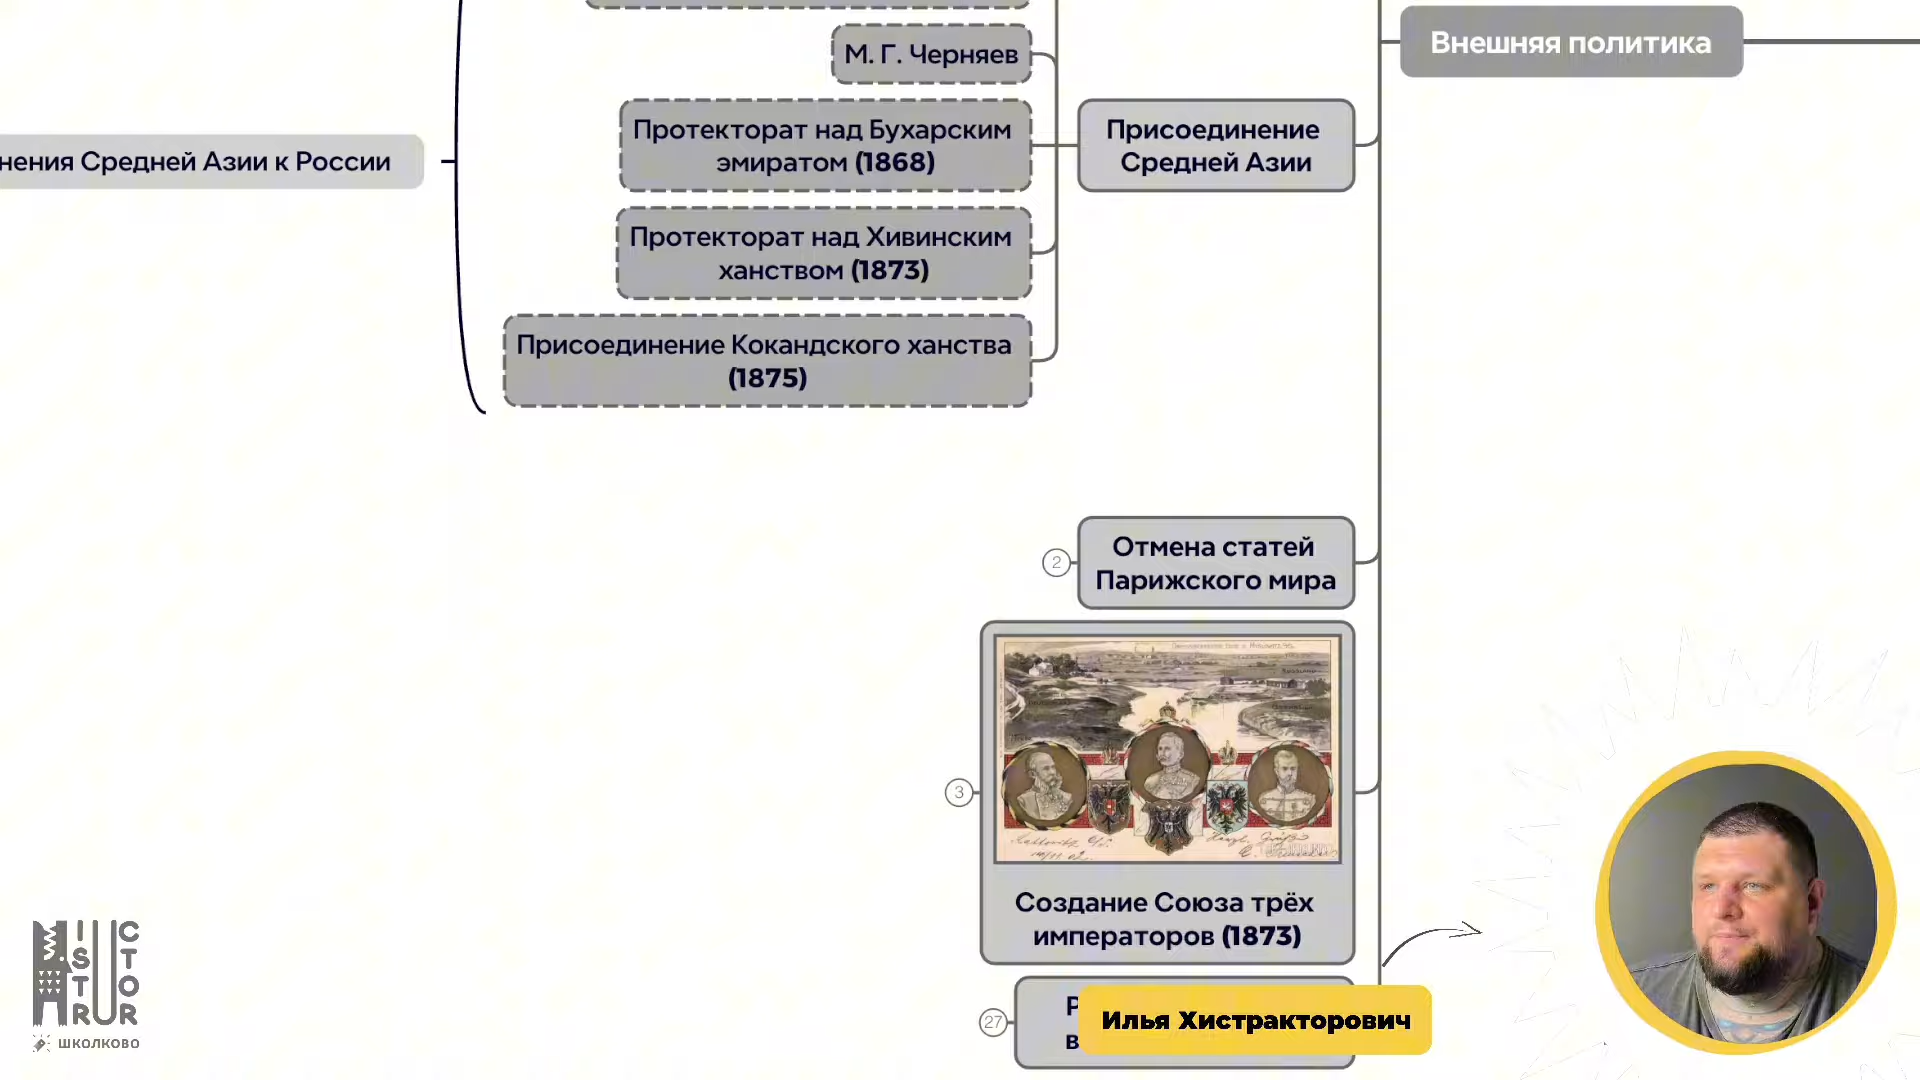 М. Г. Черняев
Внешняя политика
Протекторат над Бухарским
эмиратом (1868)
Присоединение
Средней Азии
нения Средней Азии к России
Протекторат над Хивинским
ханством (1873)
Присоединение Кокандского ханства
(1875)
2
Отмена статей
Парижского мира
3
Создание Союза трёх
императоров (1873)
27
Р
в
Илья Хистракторович
HISTRUCTOR
ШКОЛКОВО